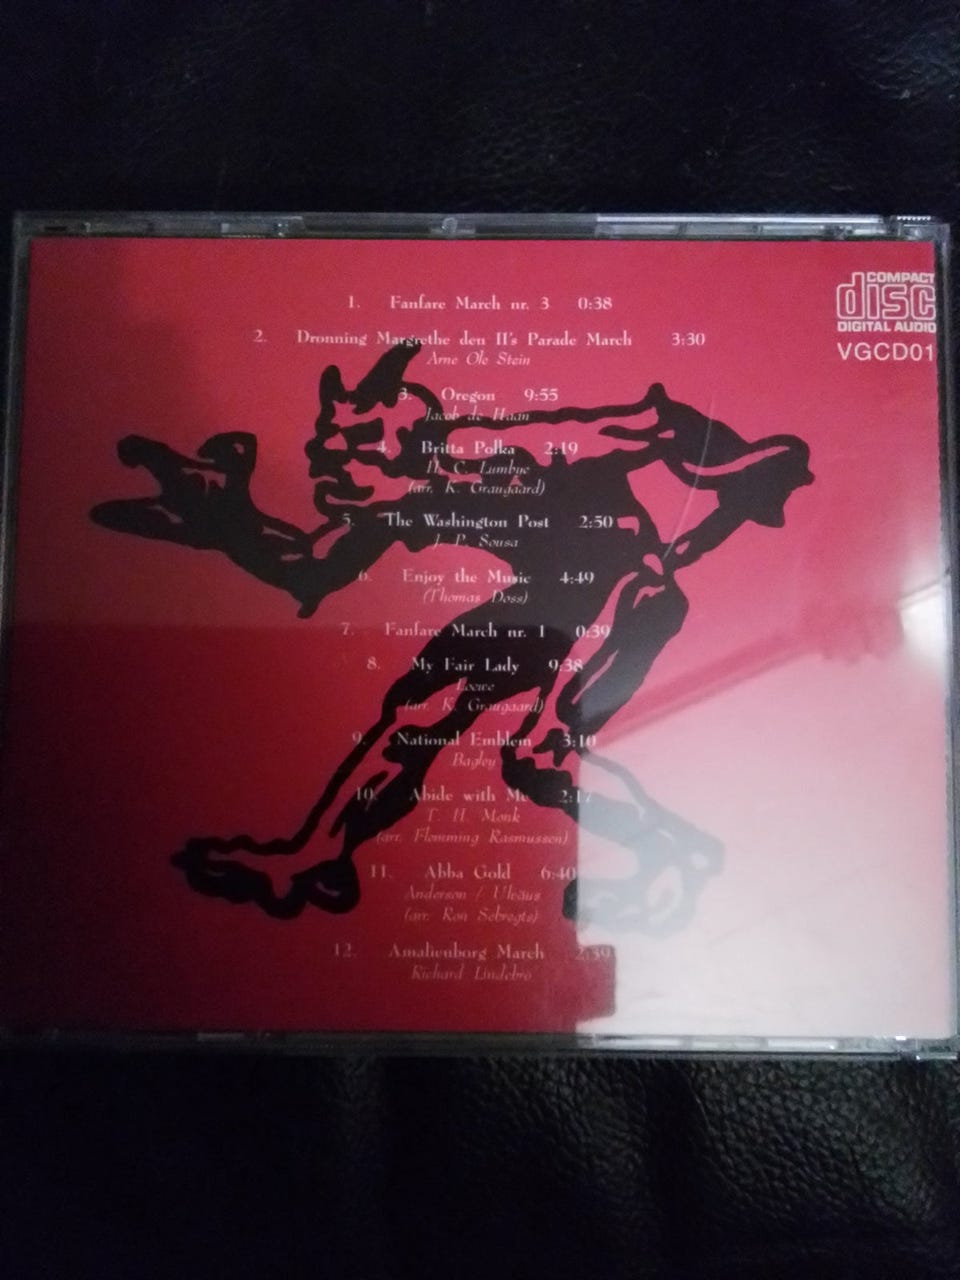 1. Fanfare March nr. 3 0:38
2. Dronning Margrethe den II's Parade March 3:30
Arne Ole Stein
3. Oregon 9:55
Jacob de Haan
4. Britta Polka 2:19
H. C. Lumbye
(arr. K. Graugaard)
5. The Washington Post 2:50
J. P. Sousa
6. Enjoy the Music 4:49
(Thomas Doss)
7. Fanfare March nr. 1 0:39
8. My Fair Lady 9:38
Loewe
(arr. K. Graugaard)
9. National Emblem 3:10
Bagley
10. Abide with Me 2:17
H. Monk
(arr. Flemming Rasmussen)
11. Abba Gold 6:40
Anderson / Ulväus
(arr. Ron Sebregts)
12. Amalienborg March 2:39
Richard Lindebro
COMPACT
disc
DIGITAL AUDIO
VGCD01